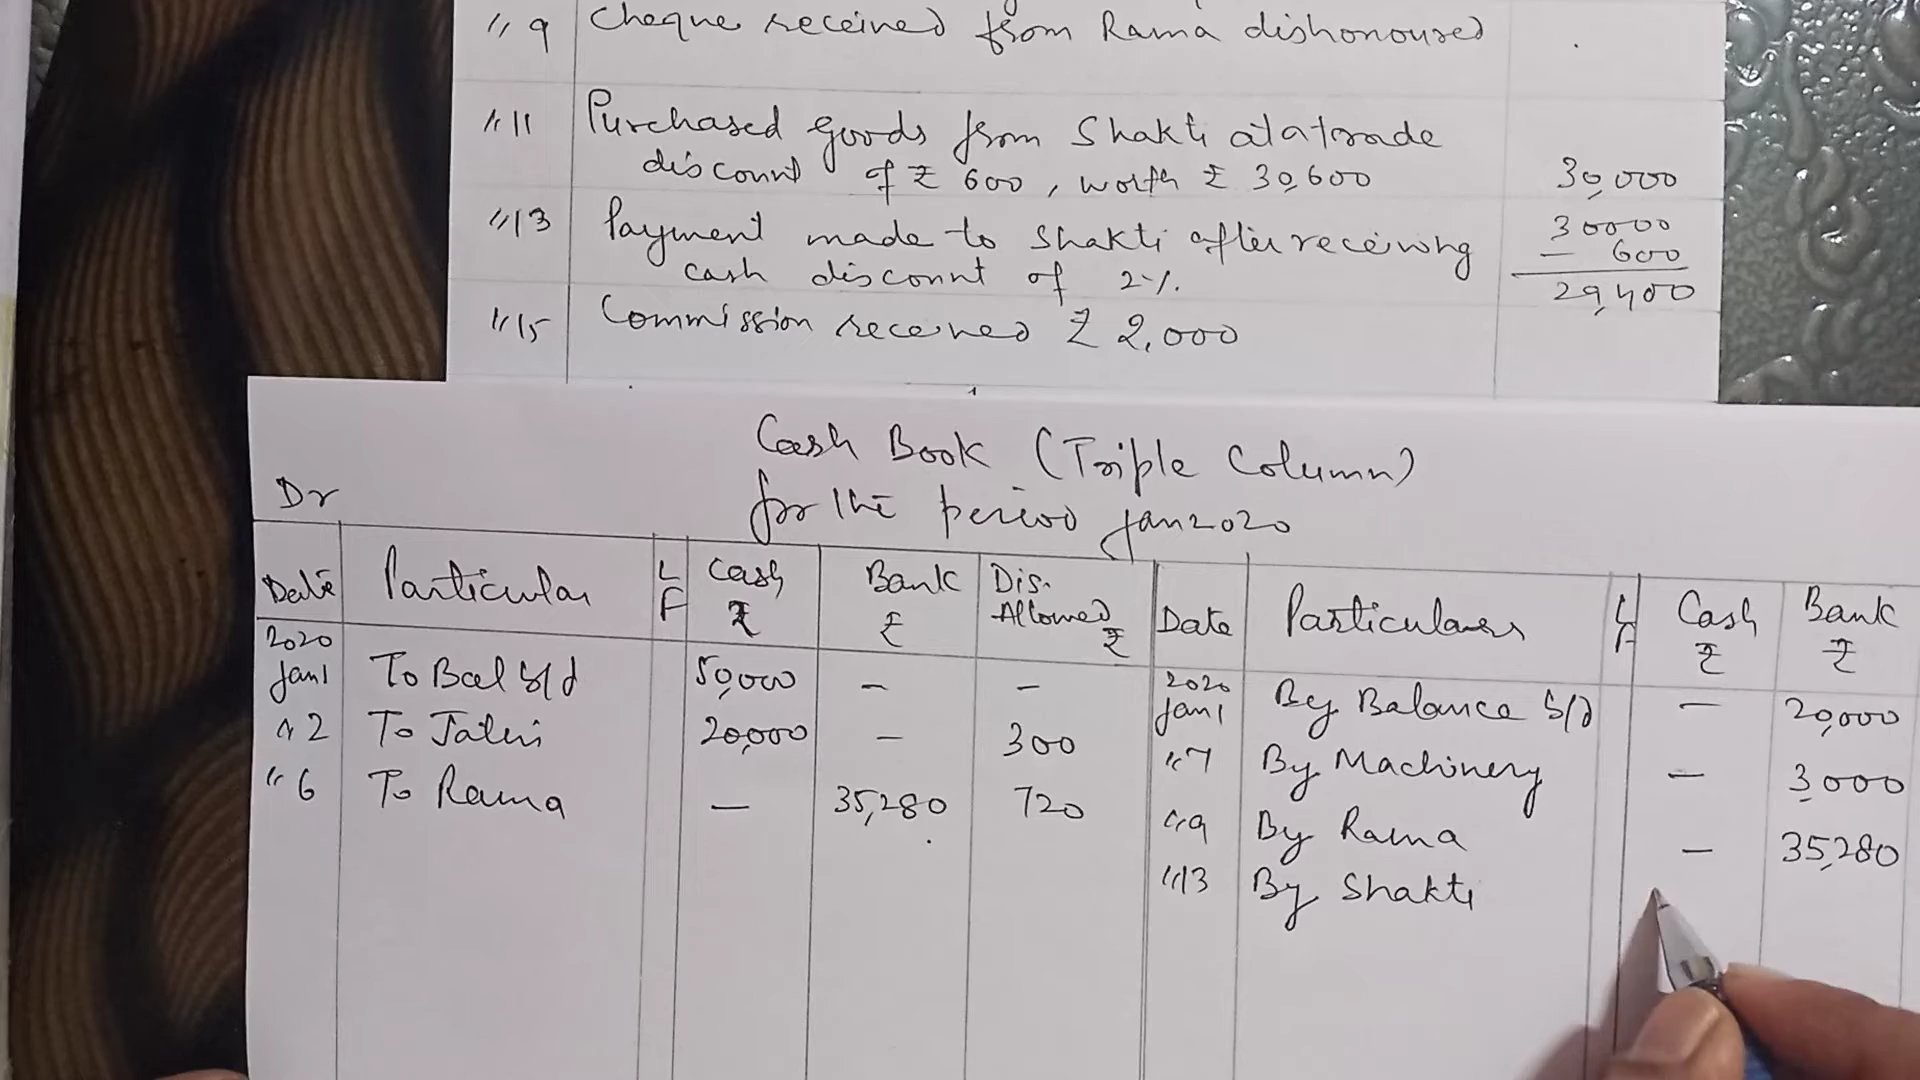 " 9 Cheque received from Rama dishonoured
" 11 Purchased goods from Shakti at a trade
discount of ₹ 600, worth ₹ 30,600 30,000
" 13 Payment made to Shakti after receiving 30000
cash discount of 2%. - 600
29,400
" 15 Commission received ₹ 2,000
Cash Book (Triple Column)
Dr for the period Jan 2020
Date Particular LF Cash ₹ Bank ₹ Dis. Allowed ₹ Date Particulars LF Cash ₹ Bank ₹
2020 Jan 1 To Bal b/d 50,000 - - 2020 Jan 1 By Balance b/d - 20,000
" 2 To Jatin 20,000 - 300 " 7 By Machinery - 3,000
" 6 To Rama - 35,280 720 " 9 By Rama - 35,280
" 13 By Shakti